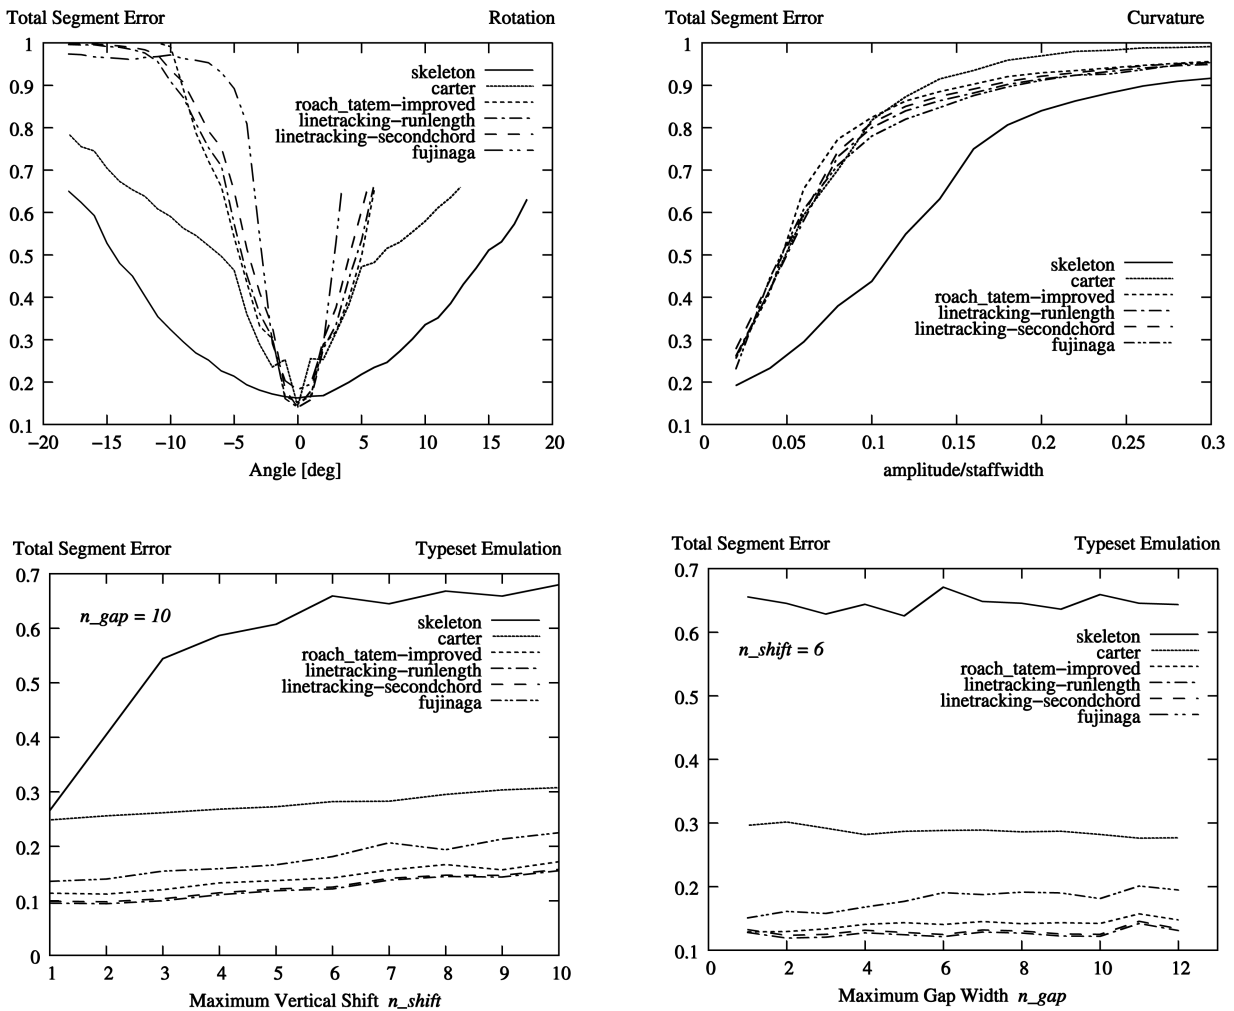 Total Segment Error Rotation
1
0.9
0.8
0.7
0.6
0.5
0.4
0.3
0.2
0.1
skeleton
carter
roach_tatem−improved
linetracking−runlength
linetracking−secondchord
fujinaga
−20 −15 −10 −5 0 5 10 15 20
Angle [deg]
Total Segment Error Curvature
1
0.9
0.8
0.7
0.6
0.5
0.4
0.3
0.2
0.1
skeleton
carter
roach_tatem−improved
linetracking−runlength
linetracking−secondchord
fujinaga
0 0.05 0.1 0.15 0.2 0.25 0.3
amplitude/staffwidth
Total Segment Error Typeset Emulation
0.7
0.6
0.5
0.4
0.3
0.2
0.1
0
n_gap = 10
skeleton
carter
roach_tatem−improved
linetracking−runlength
linetracking−secondchord
fujinaga
1 2 3 4 5 6 7 8 9 10
Maximum Vertical Shift n_shift
Total Segment Error Typeset Emulation
0.7
0.6
0.5
0.4
0.3
0.2
0.1
n_shift = 6
skeleton
carter
roach_tatem−improved
linetracking−runlength
linetracking−secondchord
fujinaga
0 2 4 6 8 10 12
Maximum Gap Width n_gap